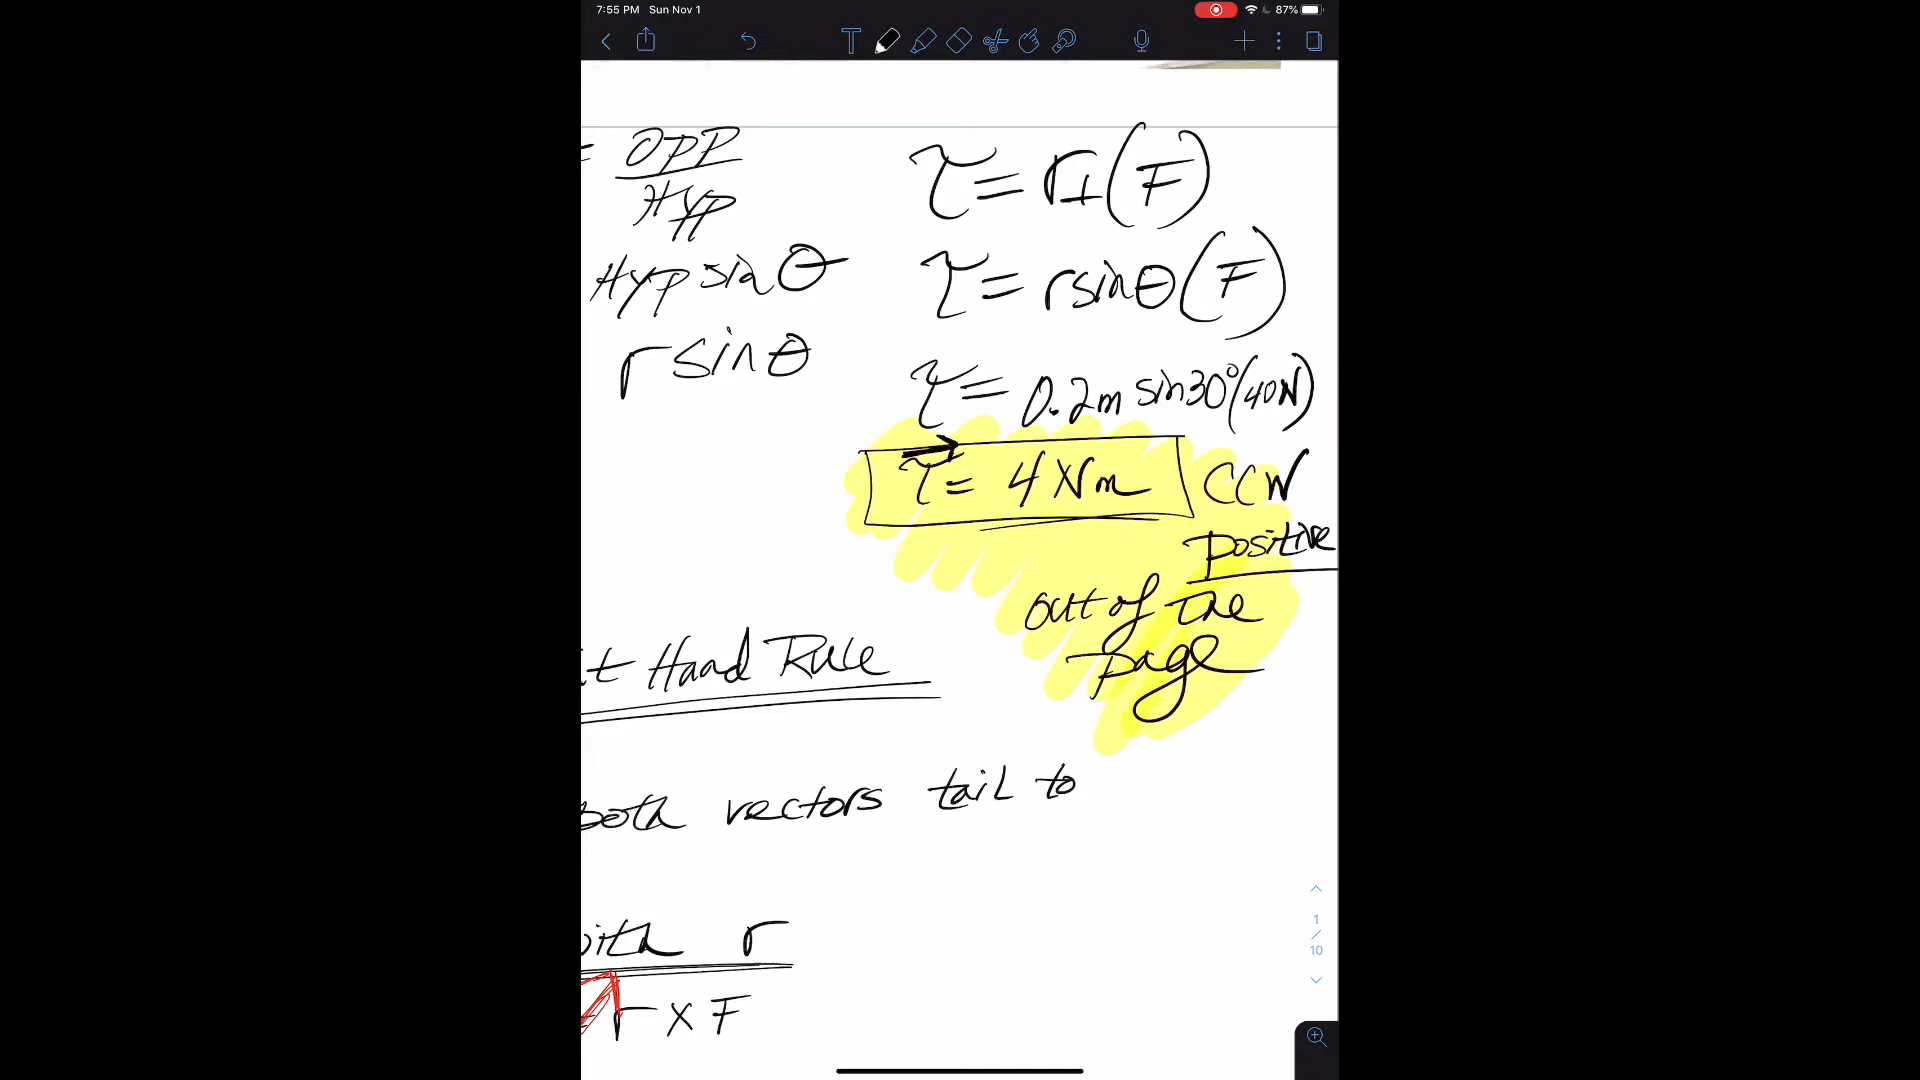 7:55 PM Sun Nov 1
87%
= OPP
HYP
HYP sin θ
r sin θ
τ = r⊥(F)
τ = r sin θ (F)
τ = 0.2m sin 30° (40N)
τ = 4 Nm CCW
positive
out of the
page
t Hand Rule
both vectors tail to
with r
= r x F
1
/
10